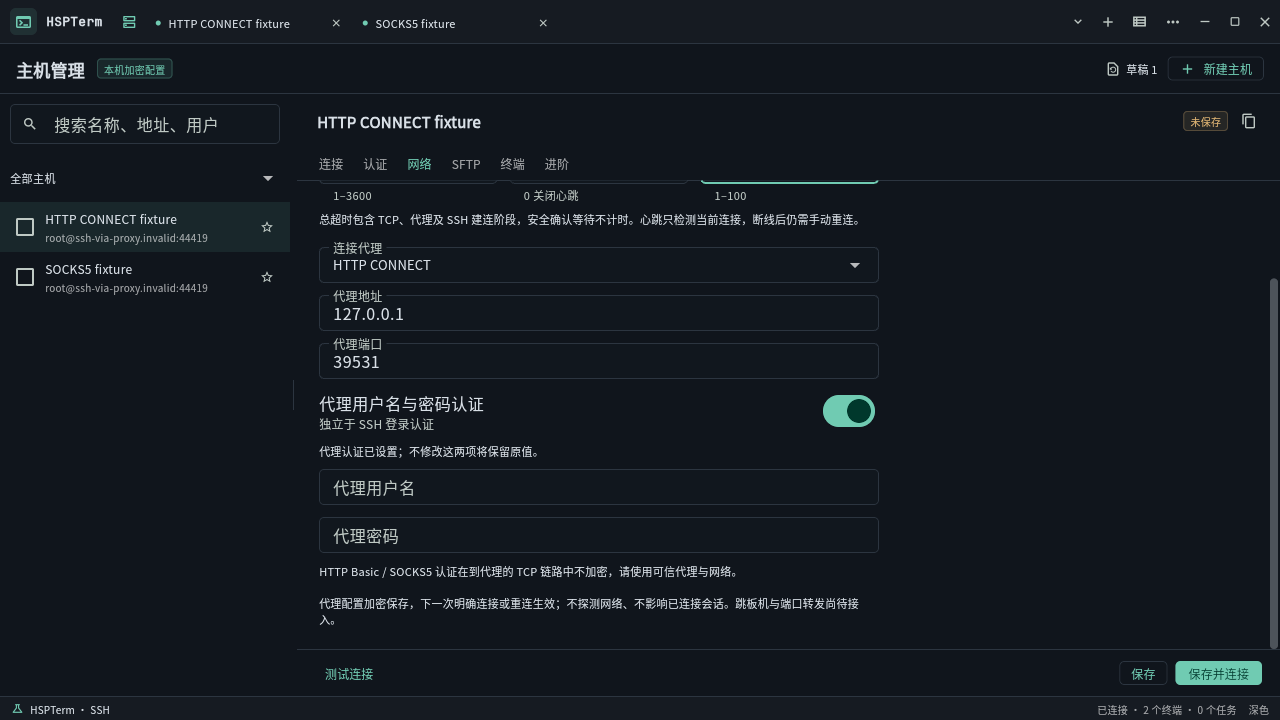 HSPTerm
HTTP CONNECT fixture
SOCKS5 fixture
主机管理
本机加密配置
草稿 1
新建主机
搜索名称、地址、用户
全部主机
HTTP CONNECT fixture
root@ssh-via-proxy.invalid:44419
SOCKS5 fixture
root@ssh-via-proxy.invalid:44419
HTTP CONNECT fixture
未保存
连接 认证 网络 SFTP 终端 进阶
1–3600
0 关闭心跳
1–100
总超时包含 TCP、代理及 SSH 建连阶段，安全确认等待不计时。心跳只检测当前连接，断线后仍需手动重连。
连接代理
HTTP CONNECT
代理地址
127.0.0.1
代理端口
39531
代理用户名与密码认证
独立于 SSH 登录认证
代理认证已设置；不修改这两项将保留原值。
代理用户名
代理密码
HTTP Basic / SOCKS5 认证在到代理的 TCP 链路中不加密，请使用可信代理与网络。
代理配置加密保存，下一次明确连接或重连生效；不探测网络、不影响已连接会话。跳板机与端口转发尚待接
入。
测试连接
保存
保存并连接
HSPTerm · SSH
已连接 · 2 个终端 · 0 个任务
深色